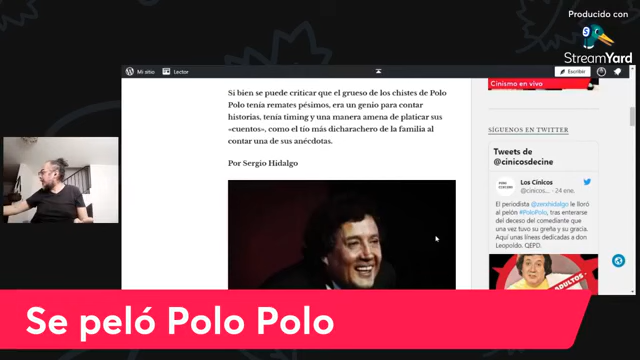 Producido con
StreamYard
Mi sitio
Lector
Escribir
Cinismo en vivo
Si bien se puede criticar que el grueso de los chistes de Polo
Polo tenía remates pésimos, era un genio para contar
historias, tenía timing y una manera amena de platicar sus
«cuentos», como el tío más dicharachero de la familia al
contar una de sus anécdotas.
Por Sergio Hidalgo
SÍGUENOS EN TWITTER
Tweets de
@cinicosdecine
Los Cínicos
@cinicos... · 24 ene.
El periodista @zershidalgo le lloró
al pelón #PoloPolo, tras enterarse
del deceso del comediante que
una vez tuvo su greña y su gracia.
Aquí unas líneas dedicadas a don
Leopoldo. QEPD.
ADULTOS
Se peló Polo Polo